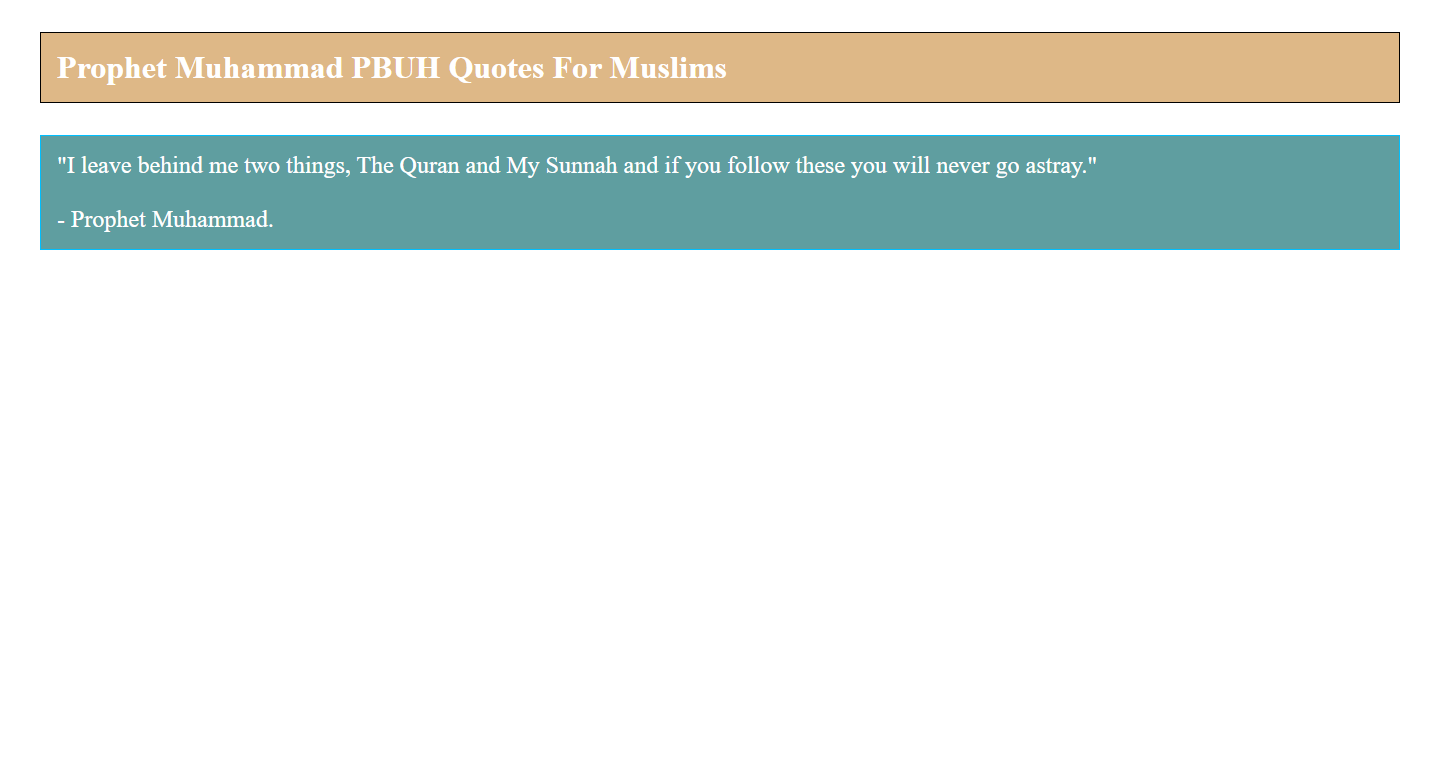 Prophet Muhammad PBUH Quotes For Muslims
"I leave behind me two things, The Quran and My Sunnah and if you follow these you will never go astray."
- Prophet Muhammad.